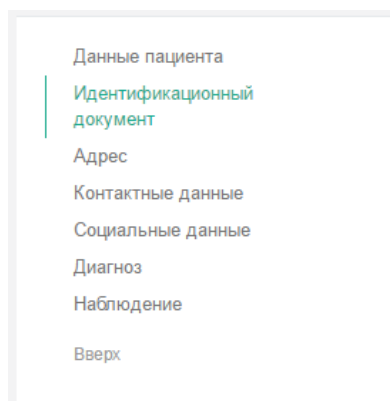 Данные пациента
Идентификационный
документ
Адрес
Контактные данные
Социальные данные
Диагноз
Наблюдение
Вверх